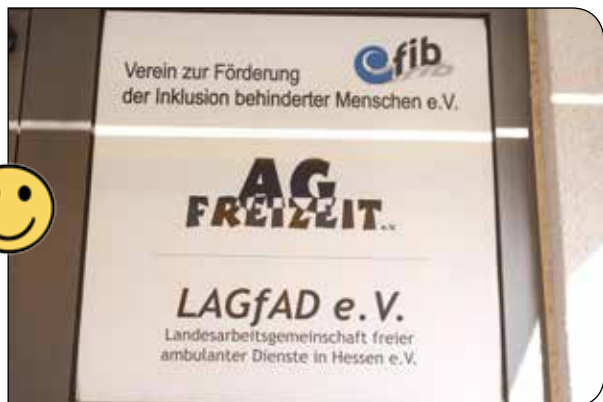 fib
Verein zur Förderung
der Inklusion behinderter Menschen e.V.
AG
FREIZEIT e.V.
LAGfAD e.V.
Landesarbeitsgemeinschaft freier
ambulanter Dienste in Hessen e.V.